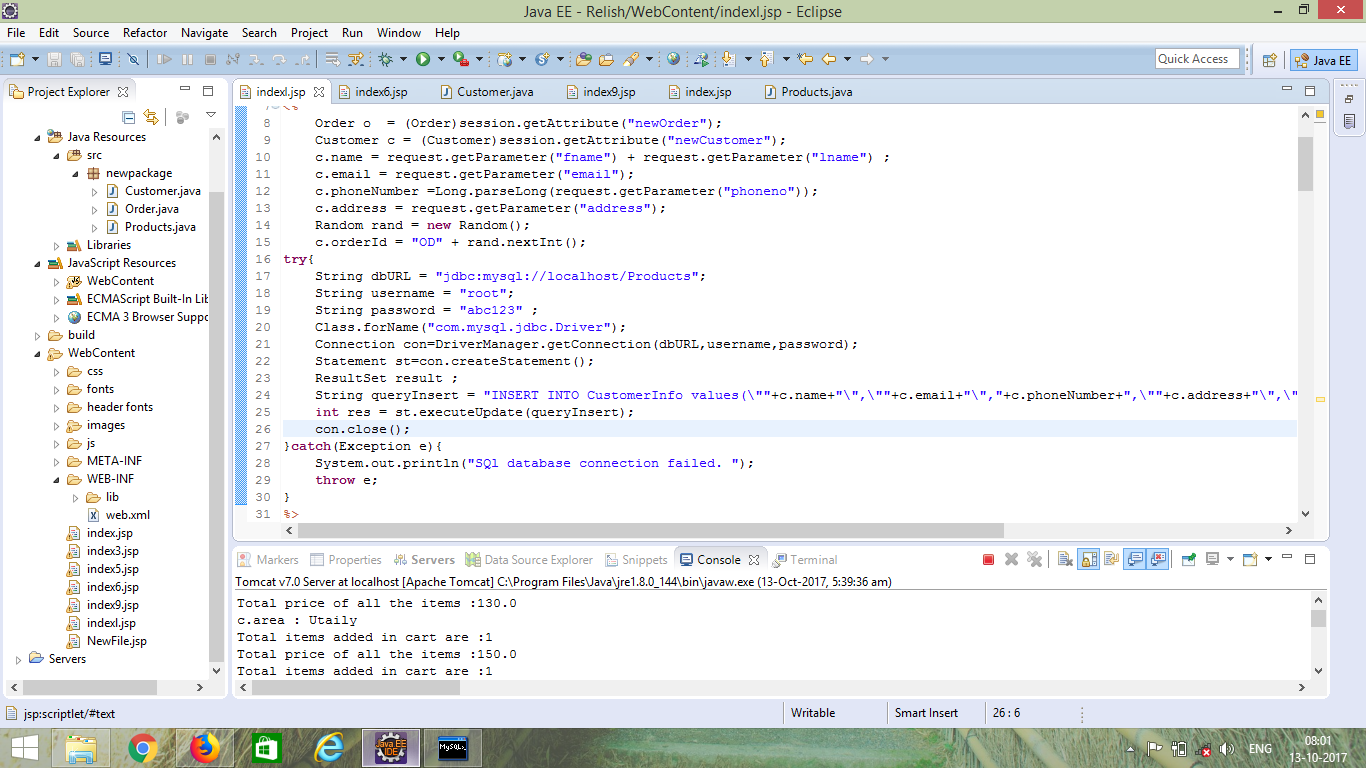 Java EE - Relish/WebContent/indexl.jsp - Eclipse
File Edit Source Refactor Navigate Search Project Run Window Help
Quick Access
Java EE
Project Explorer
Java Resources
src
newpackage
Customer.java
Order.java
Products.java
Libraries
JavaScript Resources
WebContent
ECMAScript Built-In Lib
ECMA 3 Browser Suppo
build
WebContent
css
fonts
header fonts
images
js
META-INF
WEB-INF
lib
web.xml
index.jsp
index3.jsp
index5.jsp
index6.jsp
index9.jsp
indexl.jsp
NewFile.jsp
Servers
indexl.jsp index6.jsp Customer.java index9.jsp index.jsp Products.java
7 <%
8 Order o  = (Order)session.getAttribute("newOrder");
9 Customer c = (Customer)session.getAttribute("newCustomer");
10 c.name = request.getParameter("fname") + request.getParameter("lname") ;
11 c.email = request.getParameter("email");
12 c.phoneNumber =Long.parseLong(request.getParameter("phoneno"));
13 c.address = request.getParameter("address");
14 Random rand = new Random();
15 c.orderId = "OD" + rand.nextInt();
16 try{
17 String dbURL = "jdbc:mysql://localhost/Products";
18 String username = "root";
19 String password = "abc123" ;
20 Class.forName("com.mysql.jdbc.Driver");
21 Connection con=DriverManager.getConnection(dbURL,username,password);
22 Statement st=con.createStatement();
23 ResultSet result ;
24 String queryInsert = "INSERT INTO CustomerInfo values(\""+c.name+"\",\""+c.email+"\","+c.phoneNumber+",\""+c.address+"\",\"
25 int res = st.executeUpdate(queryInsert);
26 con.close();
27 }catch(Exception e){
28 System.out.println("SQl database connection failed. ");
29 throw e;
30 }
31 %>
Markers Properties Servers Data Source Explorer Snippets Console Terminal
Tomcat v7.0 Server at localhost [Apache Tomcat] C:\Program Files\Java\jre1.8.0_144\bin\javaw.exe (13-Oct-2017, 5:39:36 am)
Total price of all the items :130.0
c.area : Utaily
Total items added in cart are :1
Total price of all the items :150.0
Total items added in cart are :1
jsp:scriptlet/#text Writable Smart Insert 26 : 6
Java EE
IDE
MySQL
ENG
08:01
13-10-2017